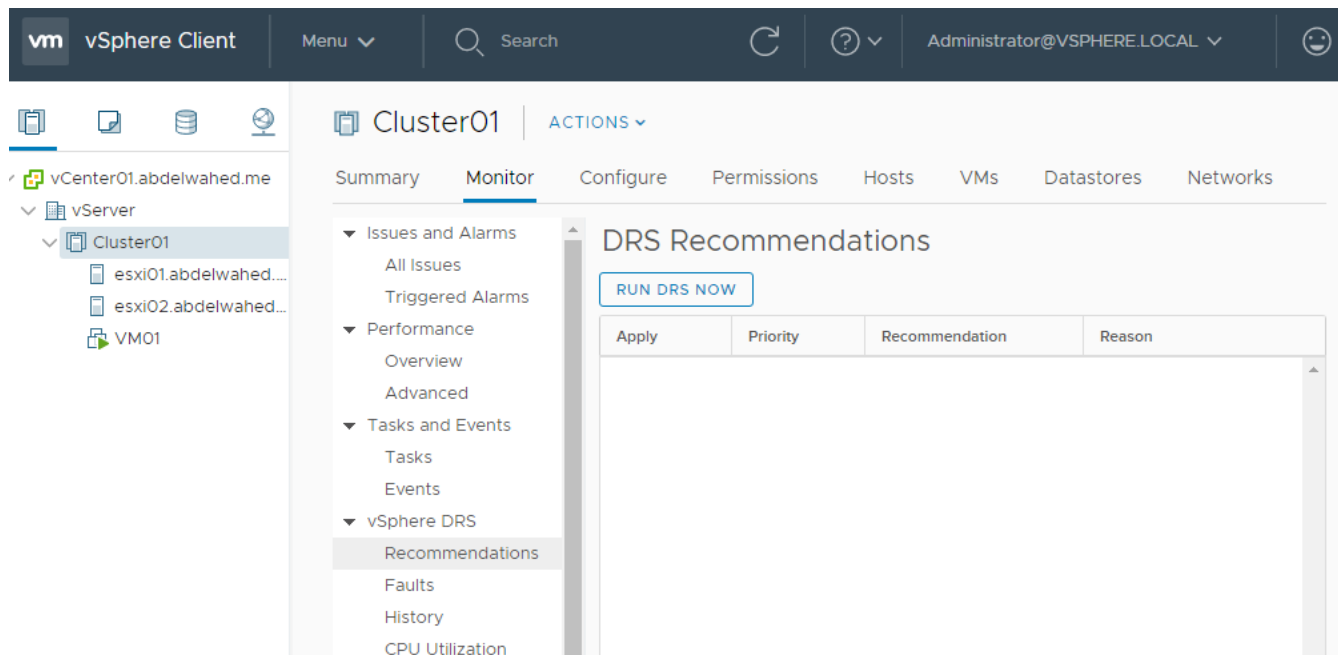 vm vSphere Client Menu Search Administrator@VSPHERE.LOCAL
vCenter01.abdelwahed.me
vServer
Cluster01
esxi01.abdelwahed....
esxi02.abdelwahed...
VM01
Cluster01 ACTIONS
Summary Monitor Configure Permissions Hosts VMs Datastores Networks
Issues and Alarms
All Issues
Triggered Alarms
Performance
Overview
Advanced
Tasks and Events
Tasks
Events
vSphere DRS
Recommendations
Faults
History
CPU Utilization
DRS Recommendations
RUN DRS NOW
Apply Priority Recommendation Reason